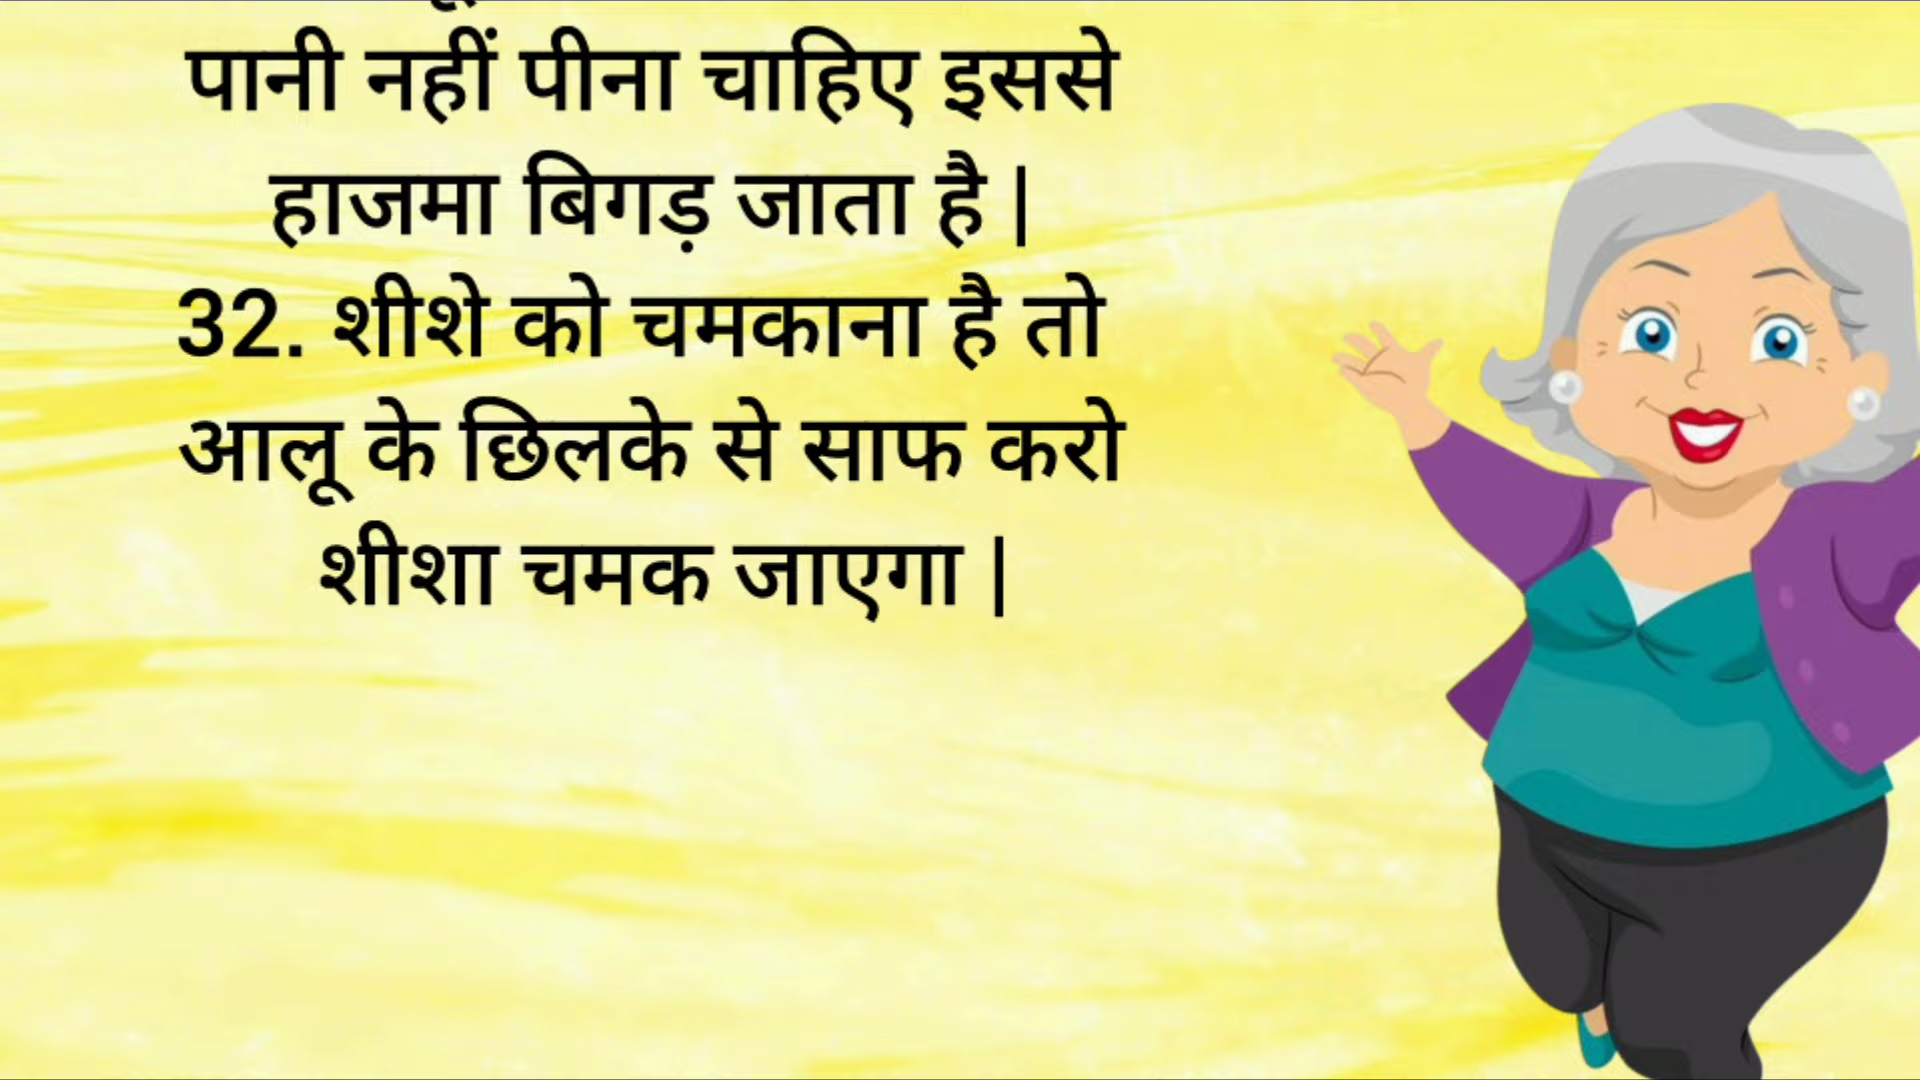 पानी नहीं पीना चाहिए इससे
हाजमा बिगड़ जाता है |
32. शीशे को चमकाना है तो
आलू के छिलके से साफ करो
शीशा चमक जाएगा |